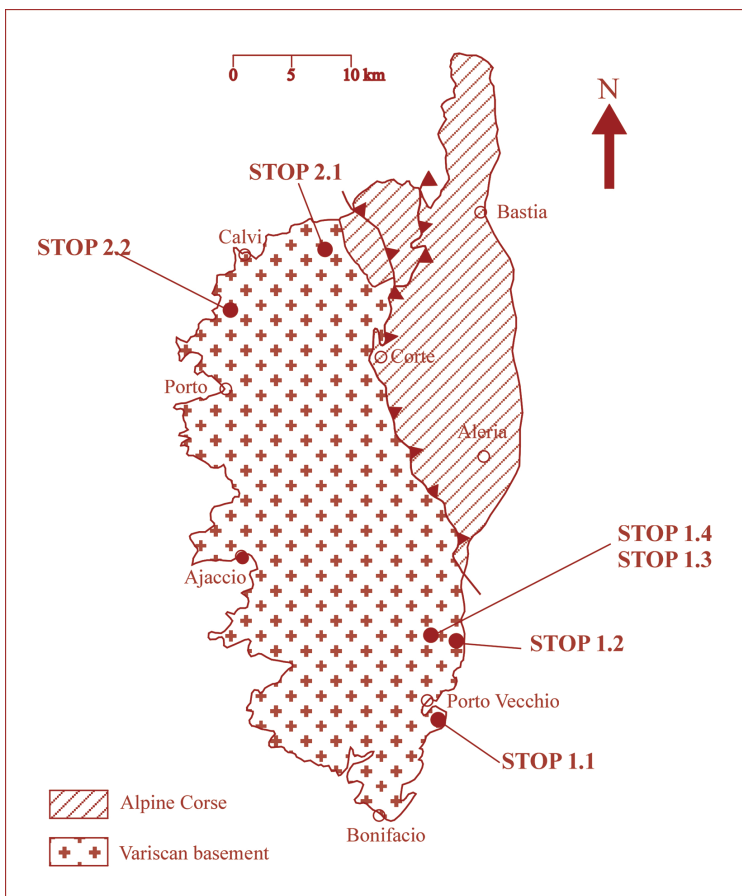 0 5 10 km
N
STOP 2.1
Bastia
Calvi
STOP 2.2
Corte
Porto
Aleria
STOP 1.4
STOP 1.3
Ajaccio
STOP 1.2
Porto Vecchio
STOP 1.1
Alpine Corse
Bonifacio
Variscan basement